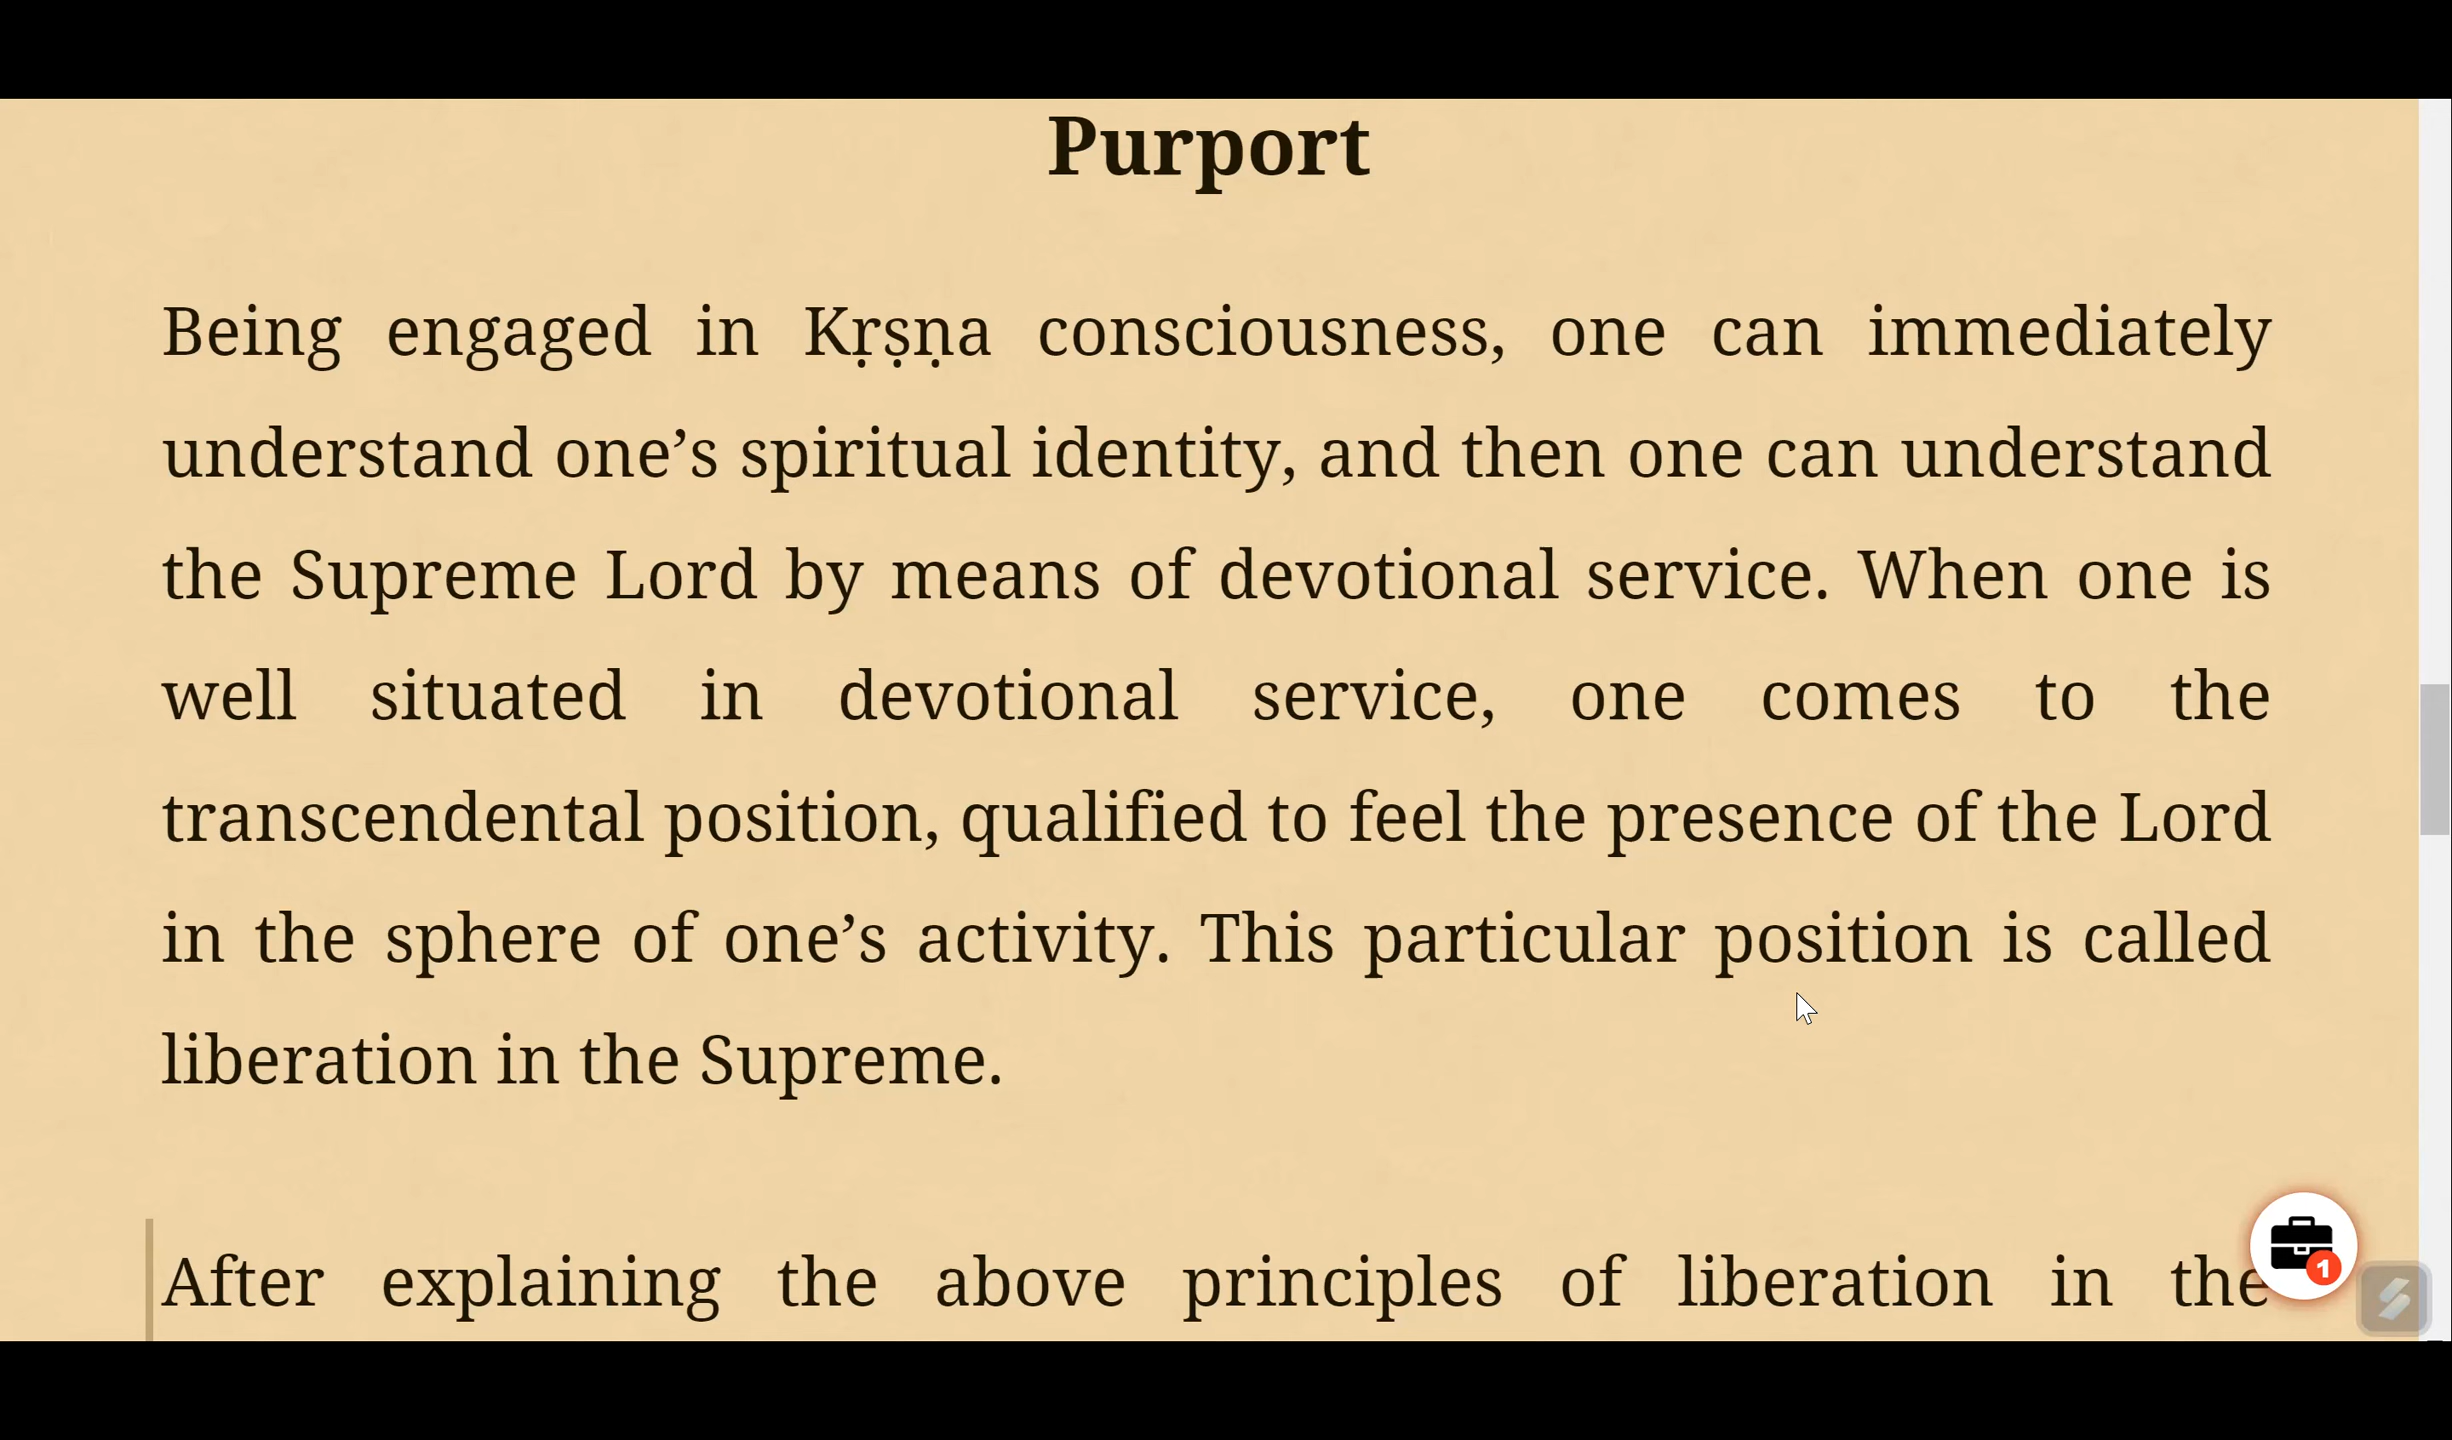 Purport
Being engaged in Kṛṣṇa consciousness, one can immediately
understand one’s spiritual identity, and then one can understand
the Supreme Lord by means of devotional service. When one is
well situated in devotional service, one comes to the
transcendental position, qualified to feel the presence of the Lord
in the sphere of one’s activity. This particular position is called
liberation in the Supreme.
After explaining the above principles of liberation in the
1